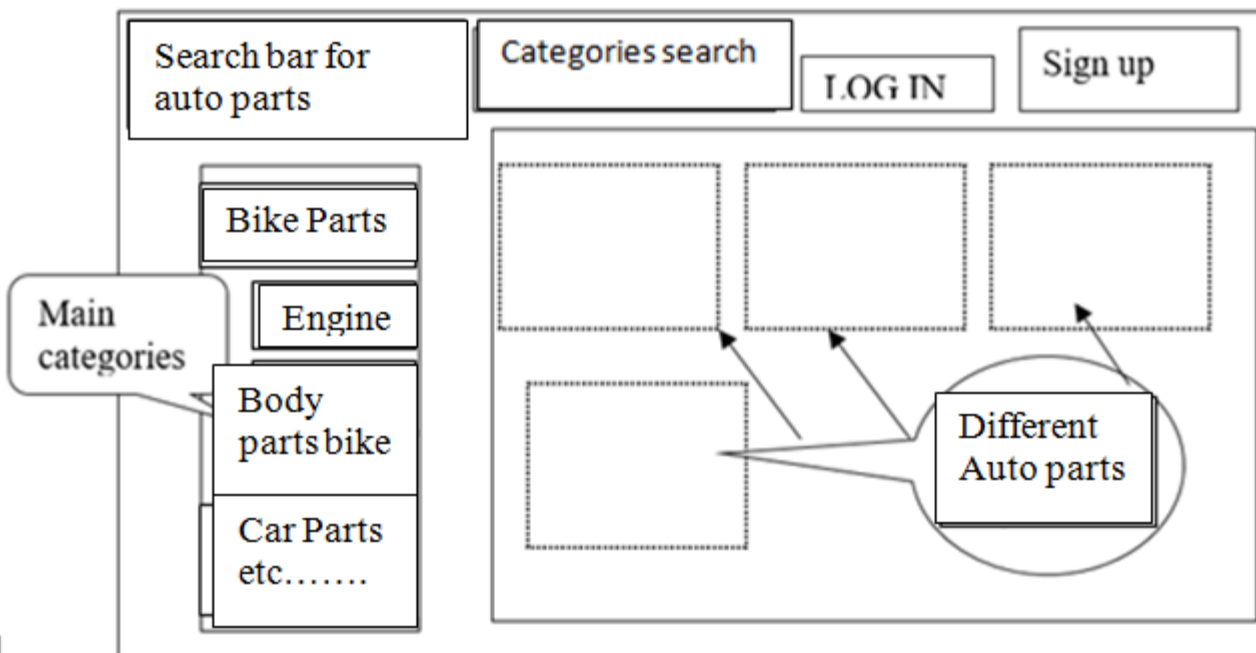 Search bar for
auto parts
Categories search
LOG IN
Sign up
Bike Parts
Engine
Main
categories
Body
parts bike
Car Parts
etc.......
Different
Auto parts